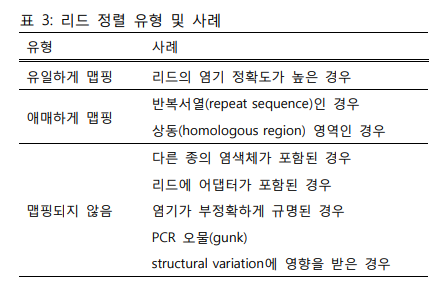 표 3: 리드 정렬 유형 및 사례
유형 사례
유일하게 맵핑 리드의 염기 정확도가 높은 경우
반복서열(repeat sequence)인 경우
애매하게 맵핑
상동(homologous region) 영역인 경우
다른 종의 염색체가 포함된 경우
리드에 어댑터가 포함된 경우
맵핑되지 않음 염기가 부정확하게 규명된 경우
PCR 오물(gunk)
structural variation에 영향을 받은 경우